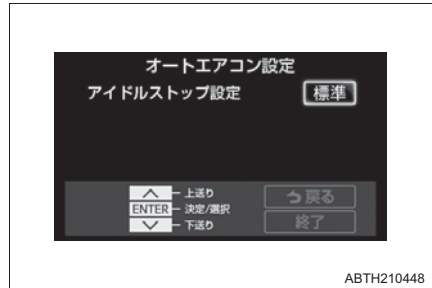 オートエアコン設定
アイドルストップ設定 標準
上送り
ENTER 決定/選択
下送り
戻る
終了
ABTH210448